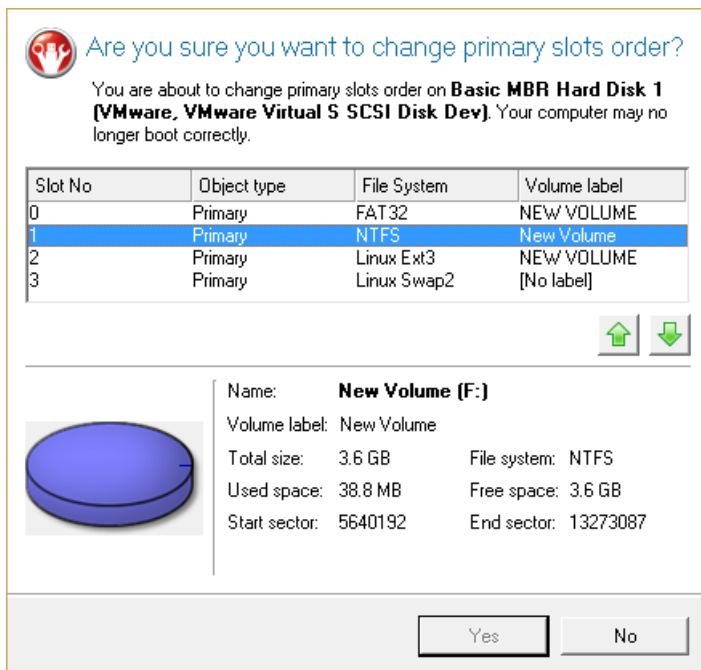 Are you sure you want to change primary slots order?
You are about to change primary slots order on Basic MBR Hard Disk 1
(VMware, VMware Virtual S SCSI Disk Dev). Your computer may no
longer boot correctly.
Slot No Object type File System Volume label
0 Primary FAT32 NEW VOLUME
1 Primary NTFS New Volume
2 Primary Linux Ext3 NEW VOLUME
3 Primary Linux Swap2 [No label]
Name: New Volume (F:)
Volume label: New Volume
Total size: 3.6 GB File system: NTFS
Used space: 38.8 MB Free space: 3.6 GB
Start sector: 5640192 End sector: 13273087
Yes No